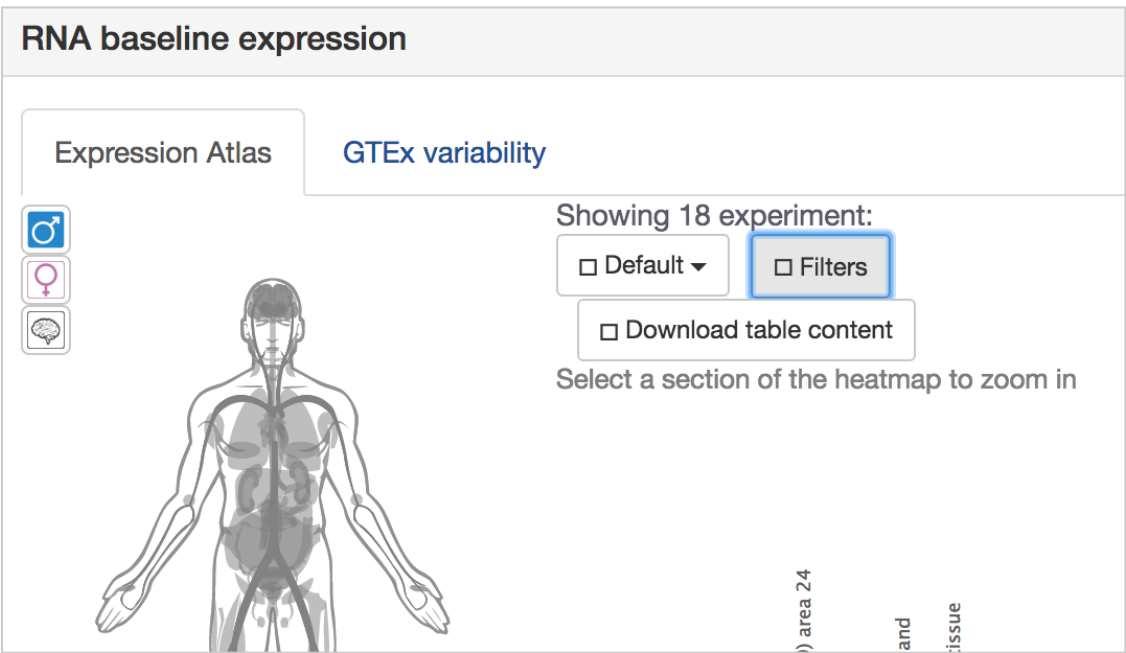 RNA baseline expression
Expression Atlas
GTEx variability
Showing 18 experiment:
Default
Filters
Download table content
Select a section of the heatmap to zoom in
area 24
and